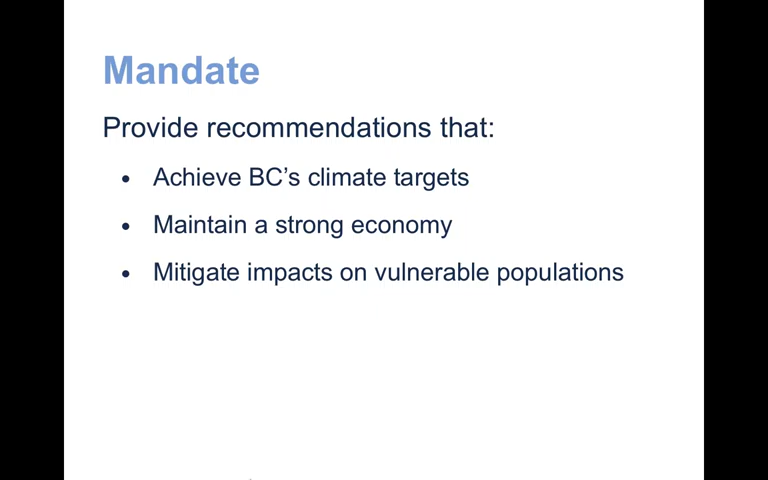 Mandate
Provide recommendations that:
• Achieve BC’s climate targets
• Maintain a strong economy
• Mitigate impacts on vulnerable populations